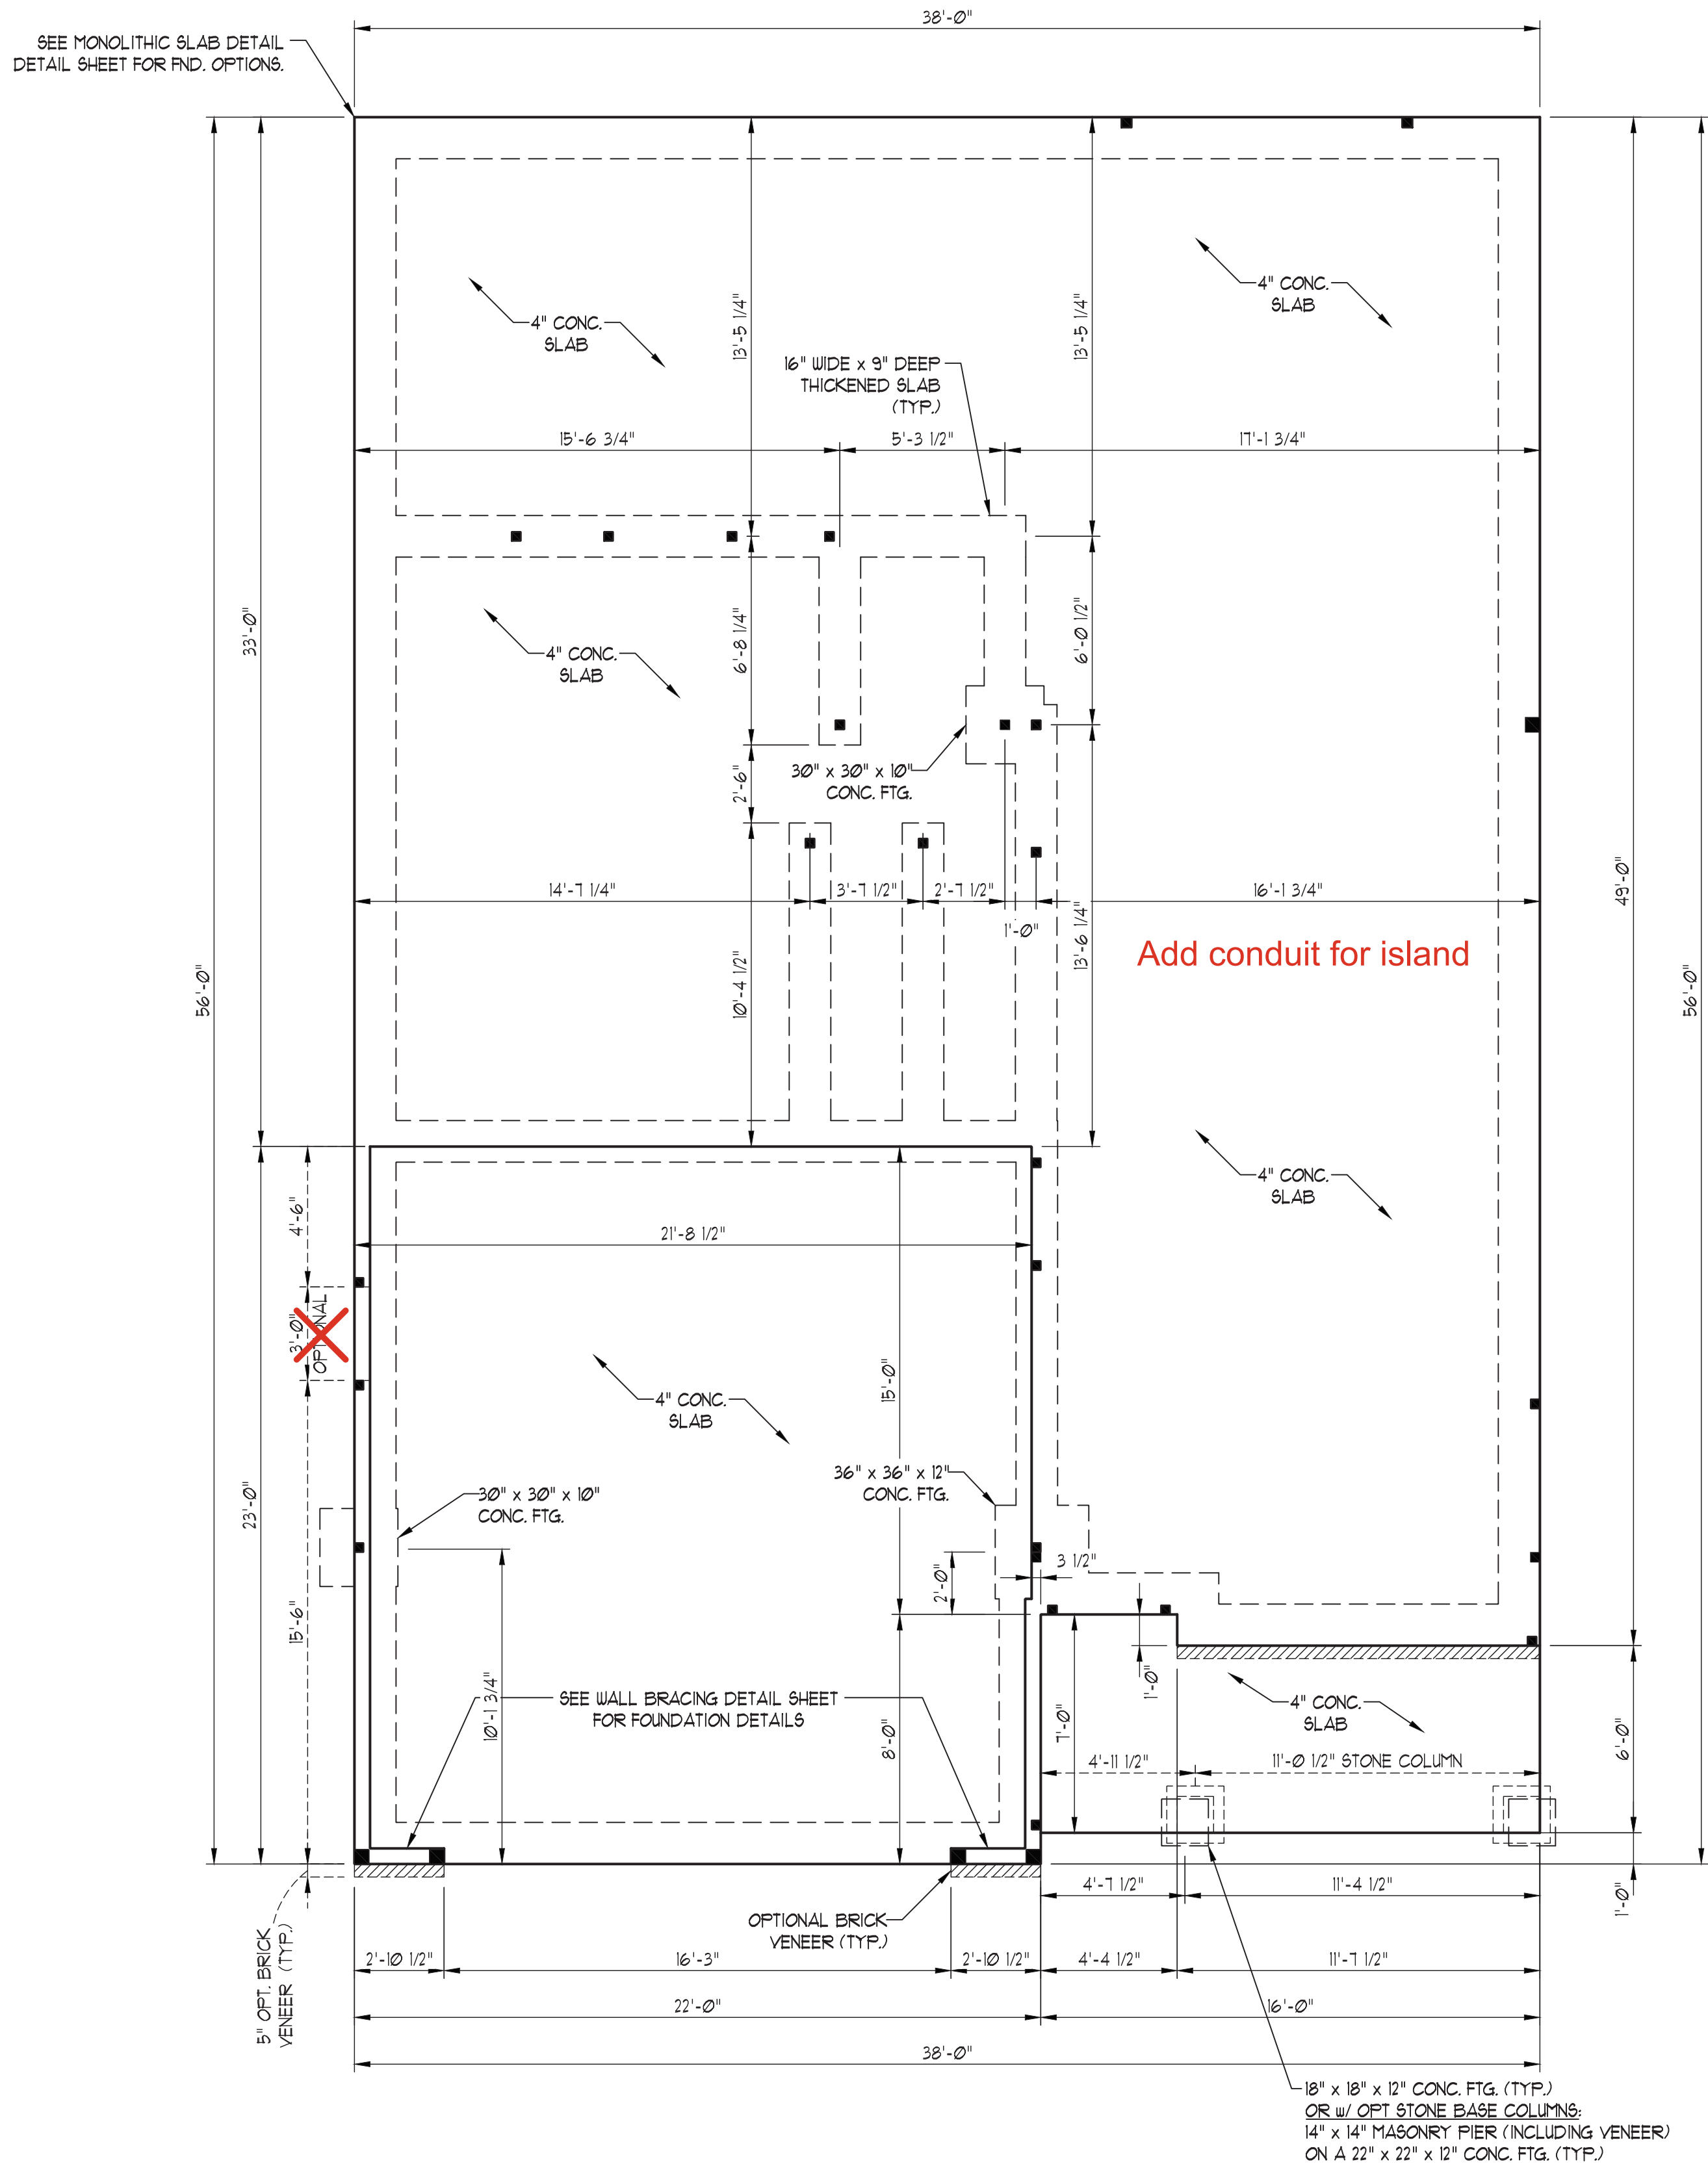 38'-0"
SEE MONOLITHIC SLAB DETAIL
DETAIL SHEET FOR FND. OPTIONS.
4" CONC.
SLAB
4" CONC.
SLAB
13'-5 1/4"
13'-5 1/4"
16" WIDE x 9" DEEP
THICKENED SLAB
(TYP.)
15'-6 3/4"
5'-3 1/2"
17'-1 3/4"
33'-0"
6'-8 1/4"
6'-0 1/2"
4" CONC.
SLAB
30" x 30" x 10"
CONC. FTG.
2'-6"
14'-7 1/4"
3'-7 1/2"
2'-7 1/2"
16'-1 3/4"
1'-0"
49'-0"
13'-6 1/4"
10'-4 1/2"
Add conduit for island
56'-0"
56'-0"
4" CONC.
SLAB
4'-6"
21'-8 1/2"
3'-0"
OPTIONAL
15'-0"
4" CONC.
SLAB
36" x 36" x 12"
CONC. FTG.
30" x 30" x 10"
CONC. FTG.
23'-0"
3 1/2"
2'-0"
15'-6"
1'-0"
10'-1 3/4"
SEE WALL BRACING DETAIL SHEET
FOR FOUNDATION DETAILS
8'-0"
7'-0"
4" CONC.
SLAB
6'-0"
4'-11 1/2"
11'-0 1/2" STONE COLUMN
4'-7 1/2"
11'-4 1/2"
1'-0"
OPTIONAL BRICK
VENEER (TYP.)
5" OPT. BRICK
VENEER (TYP.)
2'-10 1/2"
16'-3"
2'-10 1/2"
4'-4 1/2"
11'-7 1/2"
22'-0"
16'-0"
38'-0"
18" x 18" x 12" CONC. FTG. (TYP.)
OR w/ OPT STONE BASE COLUMNS:
14" x 14" MASONRY PIER (INCLUDING VENEER)
ON A 22" x 22" x 12" CONC. FTG. (TYP.)